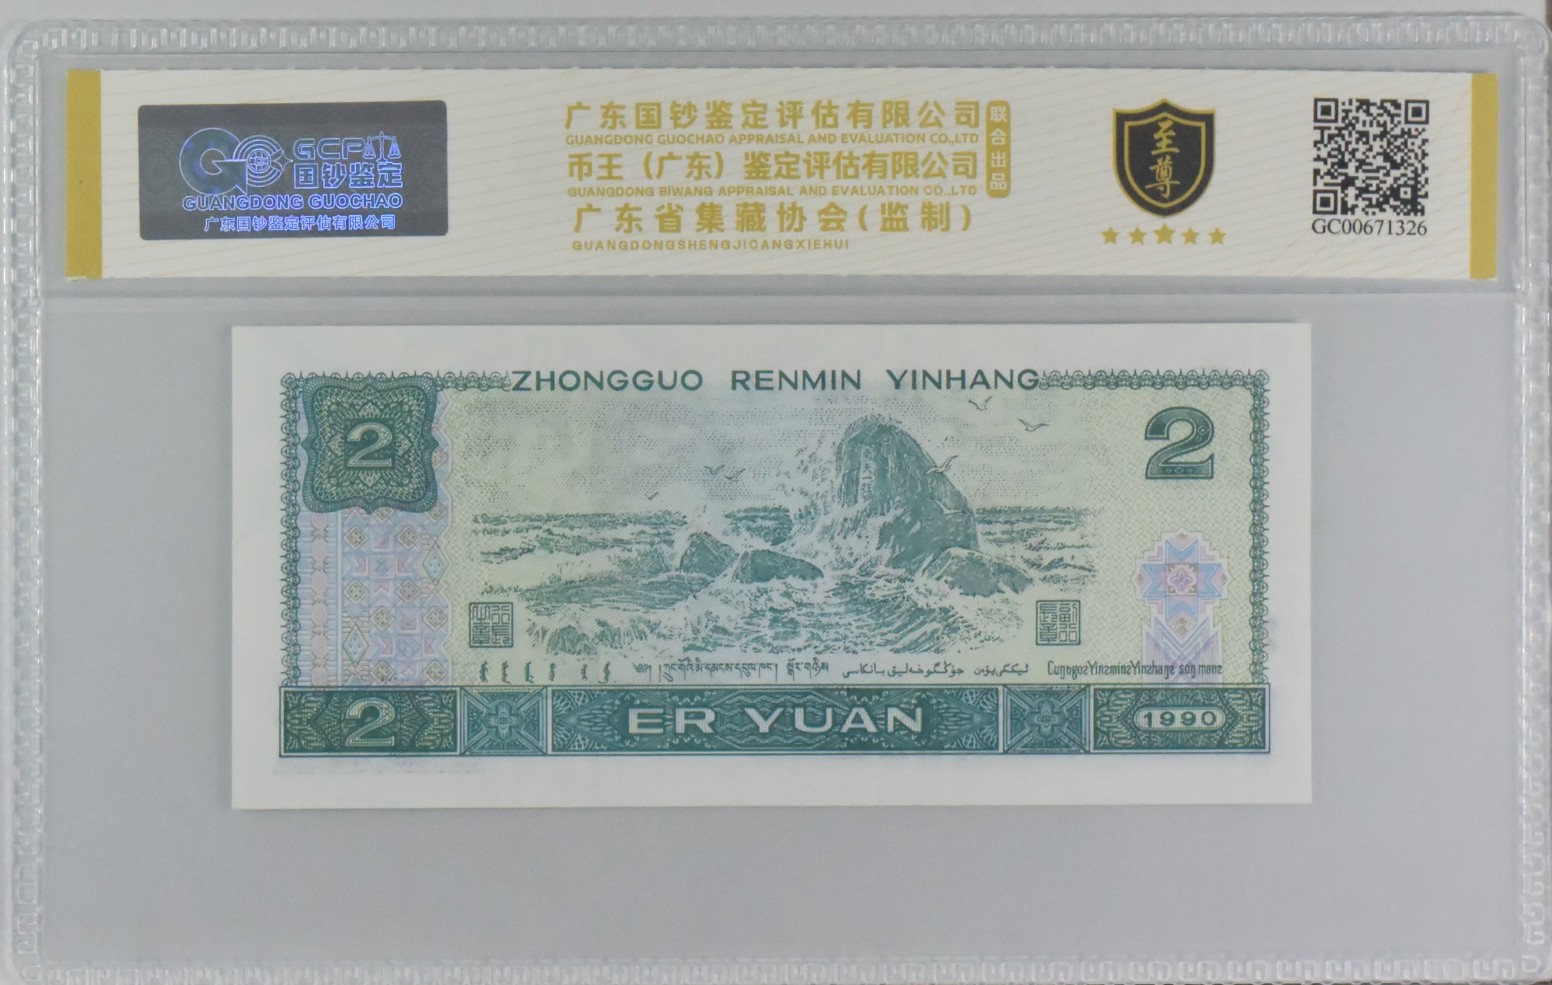 GCP
国钞鉴定
GUANGDONG GUOCHAO
广东国钞鉴定评估有限公司
广东国钞鉴定评估有限公司
GUANGDONG GUOCHAO APPRAISAL AND EVALUATION CO.,LTD
币王（广东）鉴定评估有限公司
GUANGDONG BIWANG APPRAISAL AND EVALUATION CO.,LTD
广东省集藏协会(监制)
GUANGDONGSHENGJICANGXIEHUI
联合出品
至尊
GC00671326
ZHONGGUO RENMIN YINHANG
2
2
Cunƨgoƨ Yinƨminƨ Yinƨhanƨ
2
ER YUAN
1990